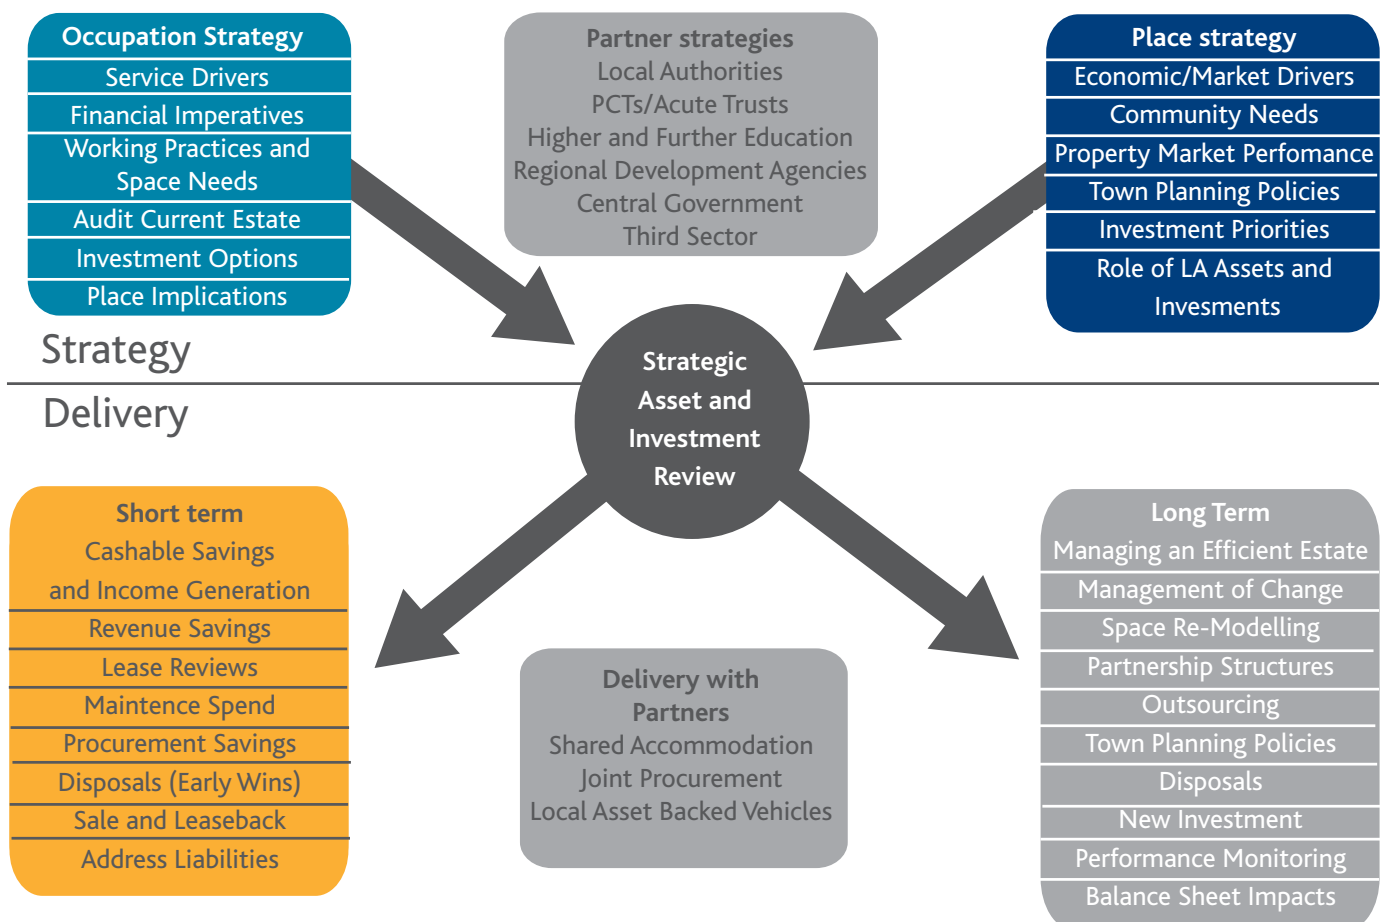 Occupation Strategy
Service Drivers
Financial Imperatives
Working Practices and
Space Needs
Audit Current Estate
Investment Options
Place Implications
Partner strategies
Local Authorities
PCTs/Acute Trusts
Higher and Further Education
Regional Development Agencies
Central Government
Third Sector
Place strategy
Economic/Market Drivers
Community Needs
Property Market Perfomance
Town Planning Policies
Investment Priorities
Role of LA Assets and
Invesments
Strategy
Delivery
Strategic
Asset and
Investment
Review
Short term
Cashable Savings
and Income Generation
Revenue Savings
Lease Reviews
Maintence Spend
Procurement Savings
Disposals (Early Wins)
Sale and Leaseback
Address Liabilities
Delivery with
Partners
Shared Accommodation
Joint Procurement
Local Asset Backed Vehicles
Long Term
Managing an Efficient Estate
Management of Change
Space Re-Modelling
Partnership Structures
Outsourcing
Town Planning Policies
Disposals
New Investment
Performance Monitoring
Balance Sheet Impacts